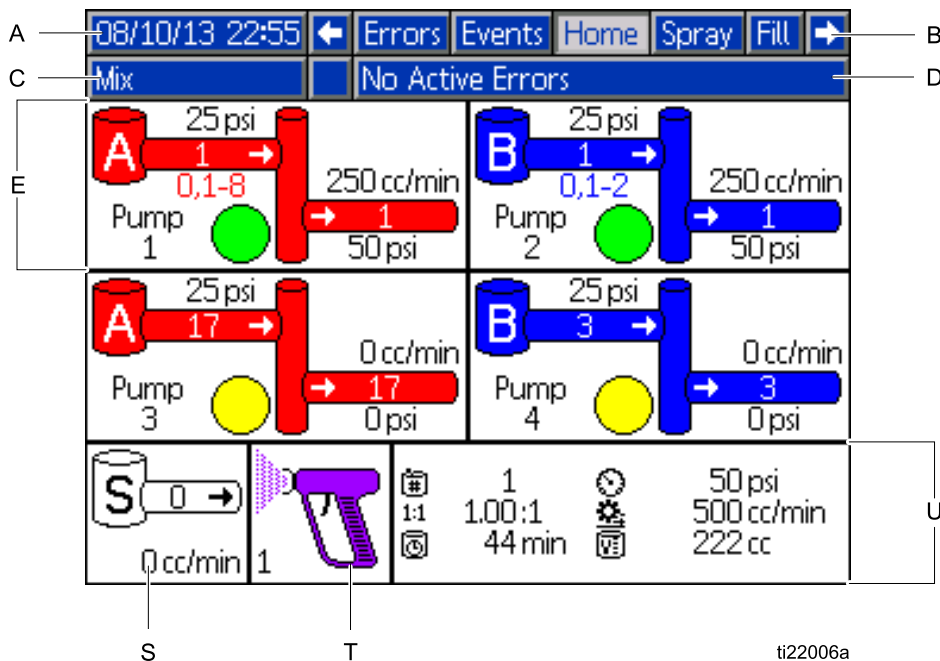 A
08/10/13 22:55
Errors
Events
Home
Spray
Fill
B
C
Mix
No Active Errors
D
E
25 psi
A
1
0,1-8
Pump
1
250 cc/min
1
50 psi
25 psi
B
1
0,1-2
Pump
2
250 cc/min
1
50 psi
25 psi
A
17
Pump
3
0 cc/min
17
0 psi
25 psi
B
3
Pump
4
0 cc/min
3
0 psi
S
0
0 cc/min
1
# 1
1:1 1.00:1
44 min
50 psi
500 cc/min
222 cc
U
S
T
ti22006a